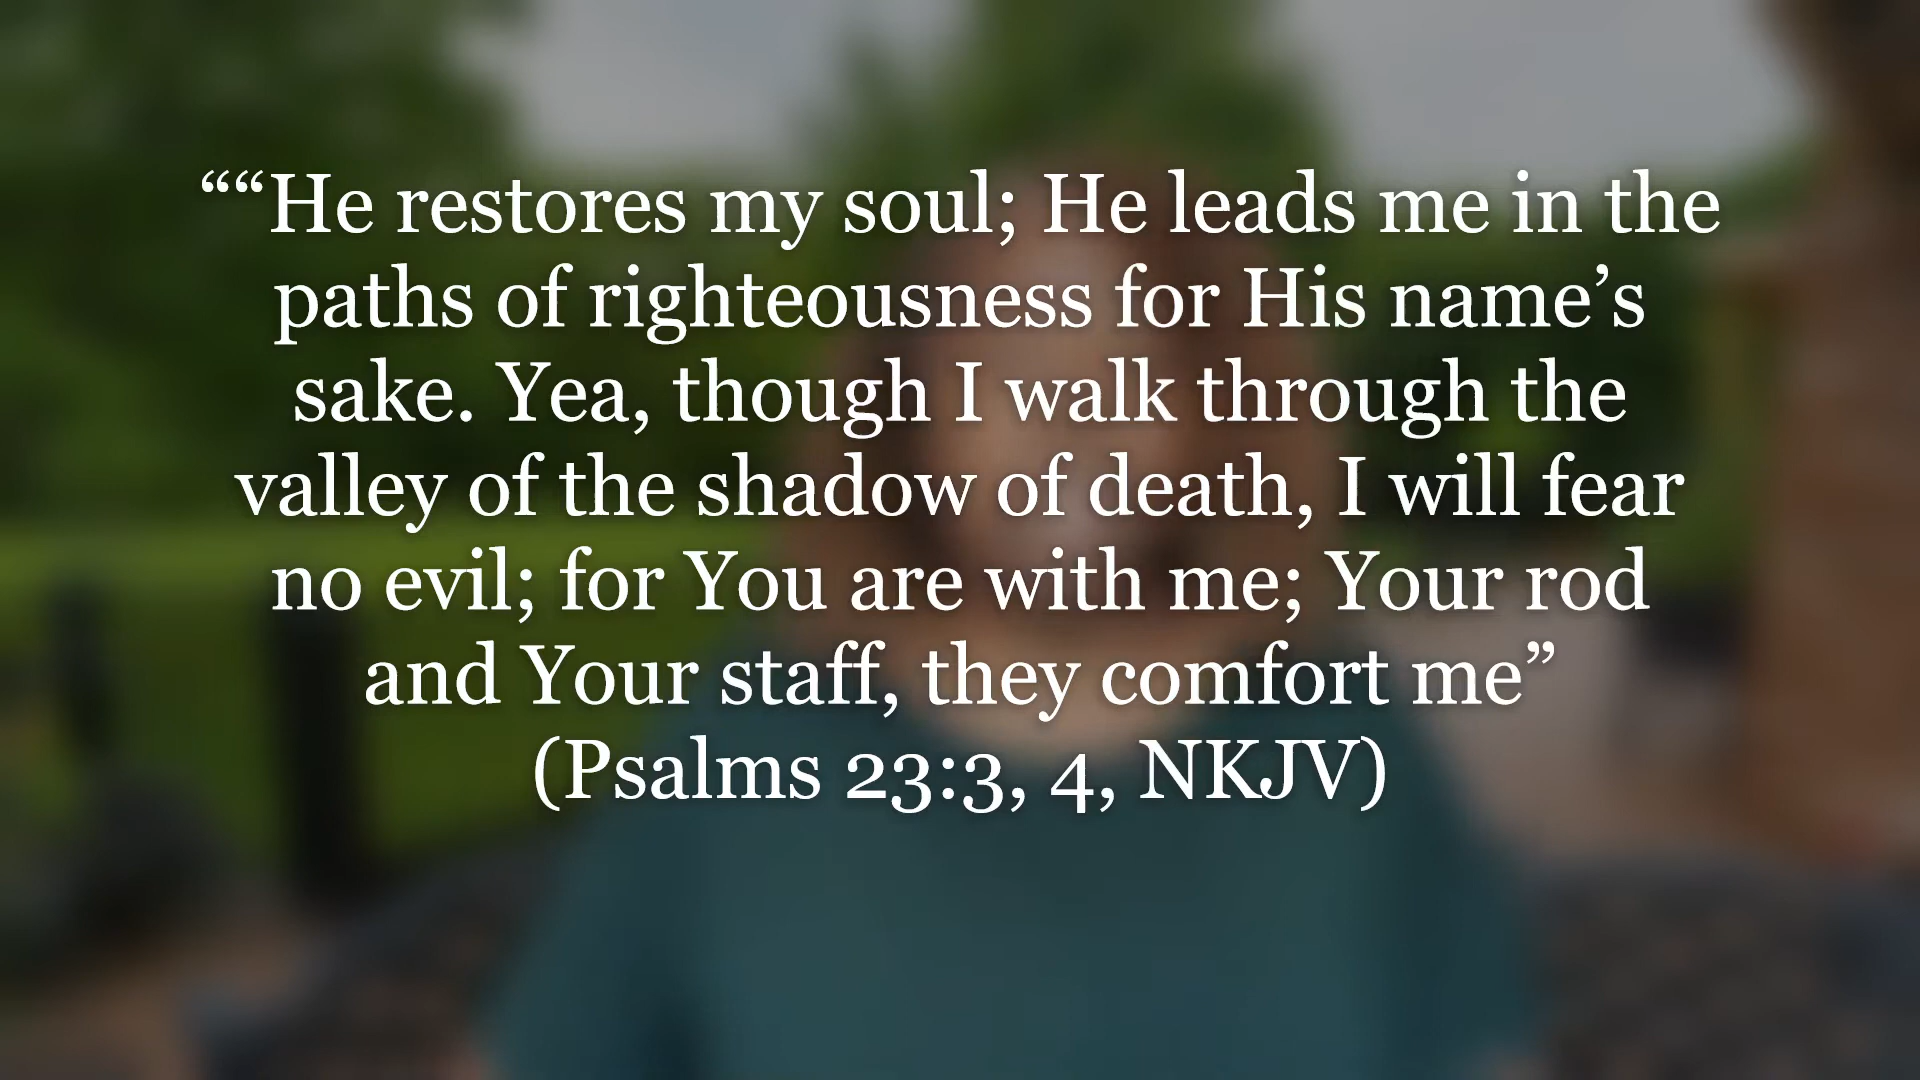 ““He restores my soul; He leads me in the
paths of righteousness for His name’s
sake. Yea, though I walk through the
valley of the shadow of death, I will fear
no evil; for You are with me; Your rod
and Your staff, they comfort me”
(Psalms 23:3, 4, NKJV)